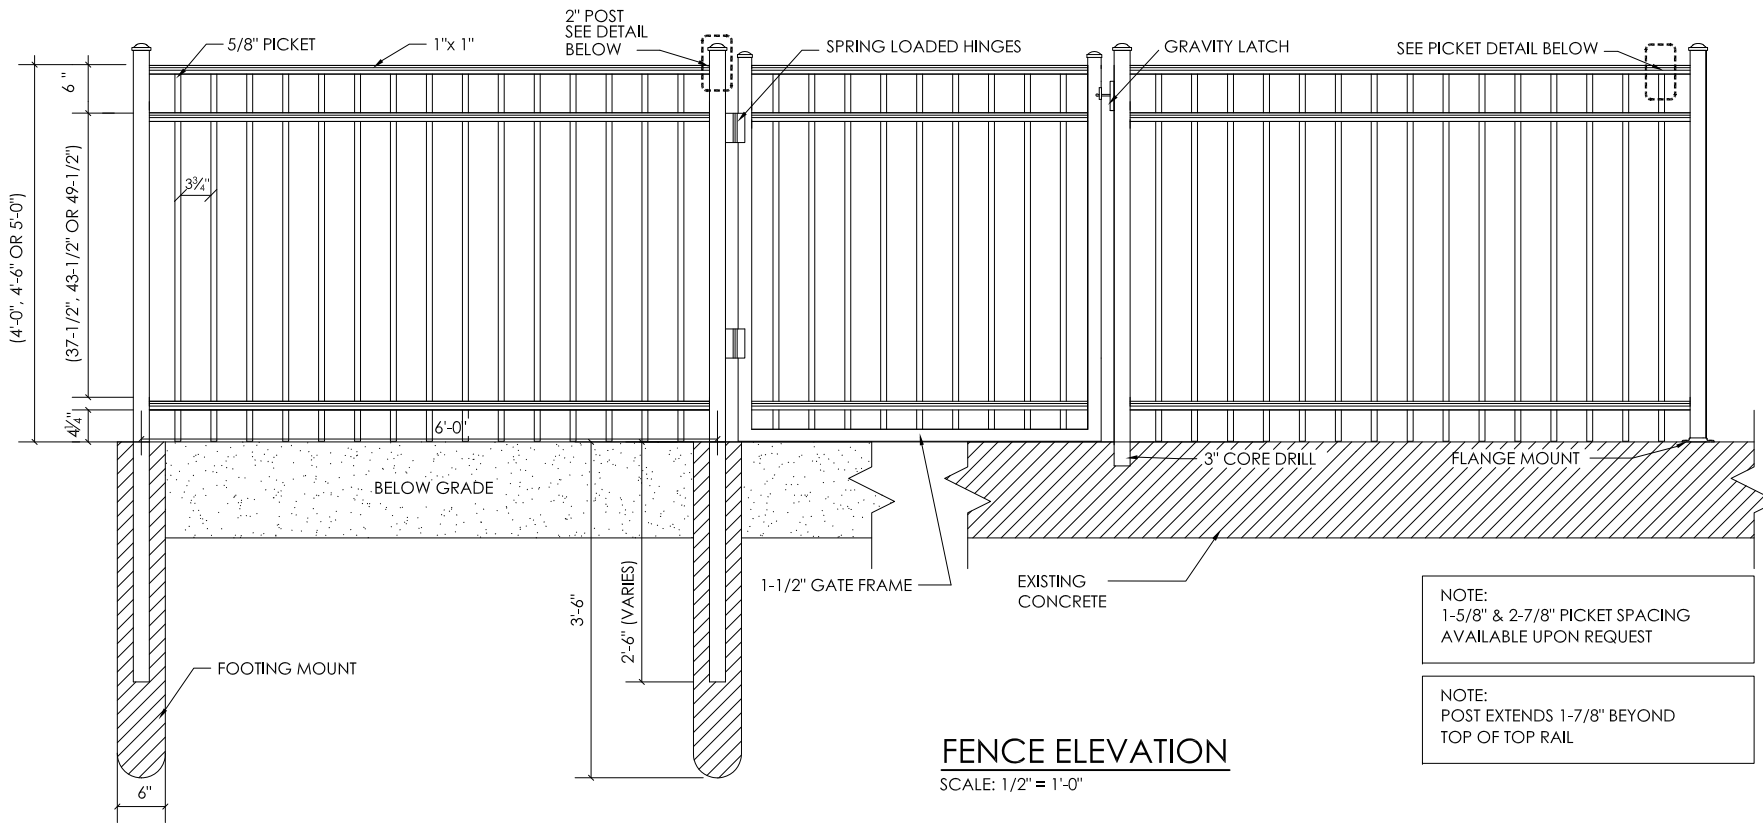 2" POST
SEE DETAIL
BELOW
5/8" PICKET
1"x 1"
SPRING LOADED HINGES
GRAVITY LATCH
SEE PICKET DETAIL BELOW
6"
(4'-0", 4'-6" OR 5'-0")
(37-1/2", 43-1/2" OR 49-1/2")
3¾"
4¼"
6'-0"
BELOW GRADE
3" CORE DRILL
FLANGE MOUNT
1-1/2" GATE FRAME
EXISTING
CONCRETE
3'-6"
2'-6" (VARIES)
FOOTING MOUNT
6"
NOTE:
1-5/8" & 2-7/8" PICKET SPACING
AVAILABLE UPON REQUEST
NOTE:
POST EXTENDS 1-7/8" BEYOND
TOP OF TOP RAIL
FENCE ELEVATION
SCALE: 1/2" = 1'-0"